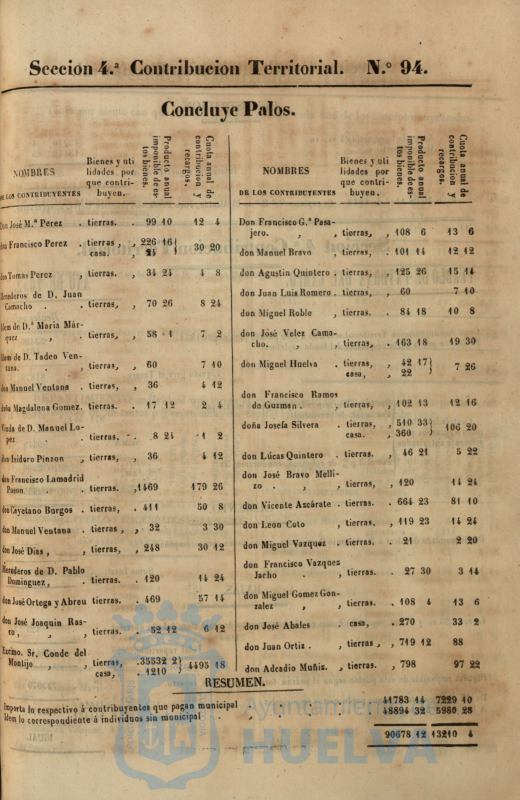 Seccion 4.ª Contribucion Territorial. N.º 94.
Concluye Palos.
NOMBRES
DE LOS CONTRIBUYENTES
Bienes y uti
lidades por
que contri-
buyen.
Producto anual
imponible de es-
tos bienes.
Cuota anual de
contribucion y
recargos.
Don José M.ª Perez . tierras. . 99 10 12 4
don Francisco Perez . tierras , , 226 16) 30 20
casa. , 24 )
don Tomas Perez , tierras. , 34 24 4 8
Herederos de D. Juan
Camacho . . tierras, , 70 26 8 24
Idem de D.ª Maria Már-
quez , tierras, , 58 1 7 2
Idem de D. Tadeo Ven-
tana. . , tierras, , 60 7 10
don Manuel Ventana . tierras, , 36 4 12
doña Magdalena Gomez. tierras. . 17 12 2 4
Viuda de D. Manuel Lo-
pez . . tierras. . 8 24 1 2
don Isidoro Pinzon , tierras, , 36 4 12
don Francisco Lamadrid
Pason. . . tierras. ,1469 179 26
don Cayetano Burgos . tierras, . 411 50 8
don Manuel Ventana . tierras , , 32 3 30
don José Dias , , tierras, , 248 30 12
Herederos de D. Pablo
Dominguez, . tierras. . 120 14 24
don José Ortega y Abreu tierras. . 469 57 14
don José Joaquin Ras-
co, , , tierras. . 52 12 6 12
Excmo. Sr. Conde del
Montijo , , tierras, .35532 2) 4495 18
casa, . 1210 )
NOMBRES
DE LOS CONTRIBUYENTES
Bienes y uti
lidades por
que contri-
buyen.
Producto anual
imponible de es-
tos bienes.
Cuota anual de
contribucion y
recargos.
Don Francisco G.ª Pasa-
jero. , , tierras, , 108 6 13 6
don Manuel Bravo , tierras, . 101 14 12 12
don Agustin Quintero . tierras, , 125 26 15 14
don Juan Luis Romero . tierras, , 60 7 10
don Miguel Roble , tierras. . 84 18 10 8
don José Velez Cama-
cho. , , tierras, . 163 18 19 30
don Miguel Huelva . tierras, , 42 17) 7 26
casa, , 22 )
don Francisco Ramos
de Guzman. . , tierras, , 102 13 12 16
doña Josefa Silvera . tierras, , 510 33) 106 20
casa. . 360 )
don Lúcas Quintero . tierras. , 46 21 5 22
don José Bravo Melli-
zo . , , tierras, , 120 14 24
don Vicente Azcárate . tierras. . 664 23 81 10
don Leon Coto , tierras, , 119 23 14 24
don Miguel Vazquez . tierras. . 21 2 20
don Francisco Vazquez
Jacho . , tierras. . 27 30 3 14
don Miguel Gomez Gon-
zalez , , tierras. . 108 4 13 6
don José Abales . casa, . 270 33 2
don Juan Ortiz . , tierras , , 719 12 88
don Adcadio Muñiz. , tierras. , 798 97 22
RESUMEN.
Importa lo respectivo á contribuyentes que pagan municipal . . . . 41783 14 7229 10
Idem lo correspondiente á individuos sin municipal . . . . 48894 32 5980 28
90678 12 13210 4
Ayuntamiento de
HUELVA